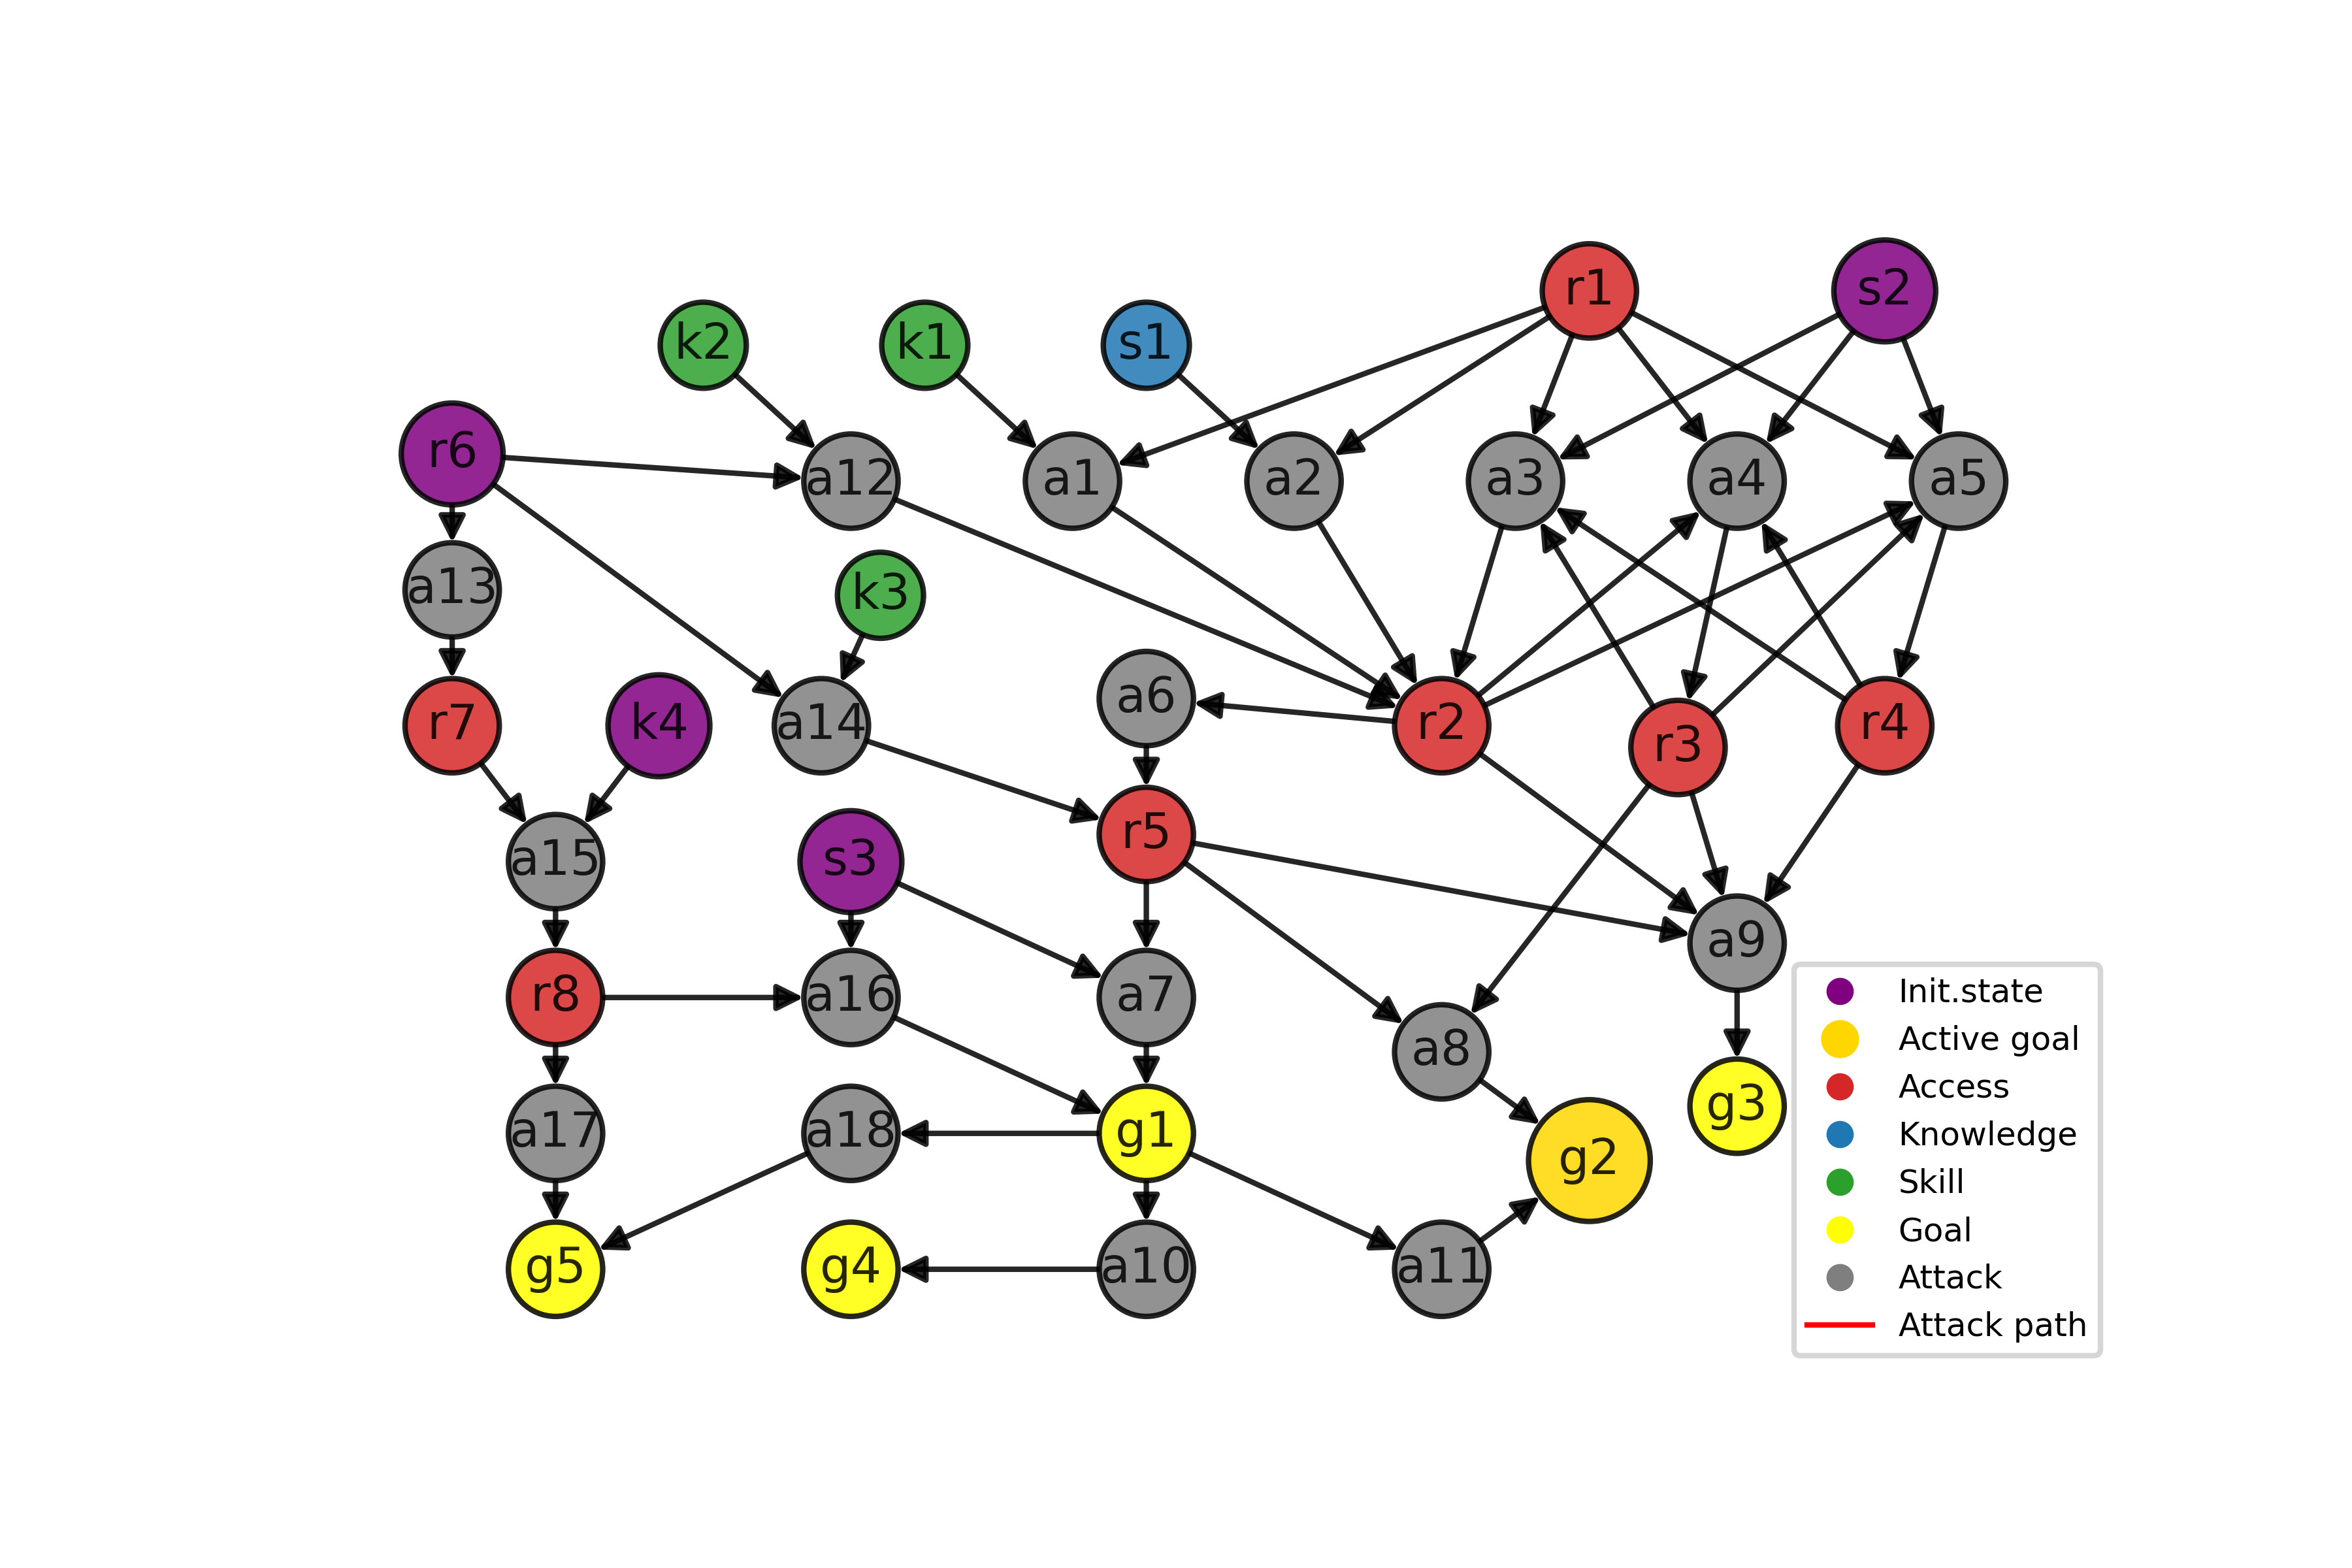 r1
s2
k2
k1
s1
r6
a12
a1
a2
a3
a4
a5
a13
k3
r7
k4
a14
a6
r2
r3
r4
a15
s3
r5
a9
r8
a16
a7
a8
a17
a18
g1
g2
g3
g5
g4
a10
a11
Init.state
Active goal
Access
Knowledge
Skill
Goal
Attack
Attack path